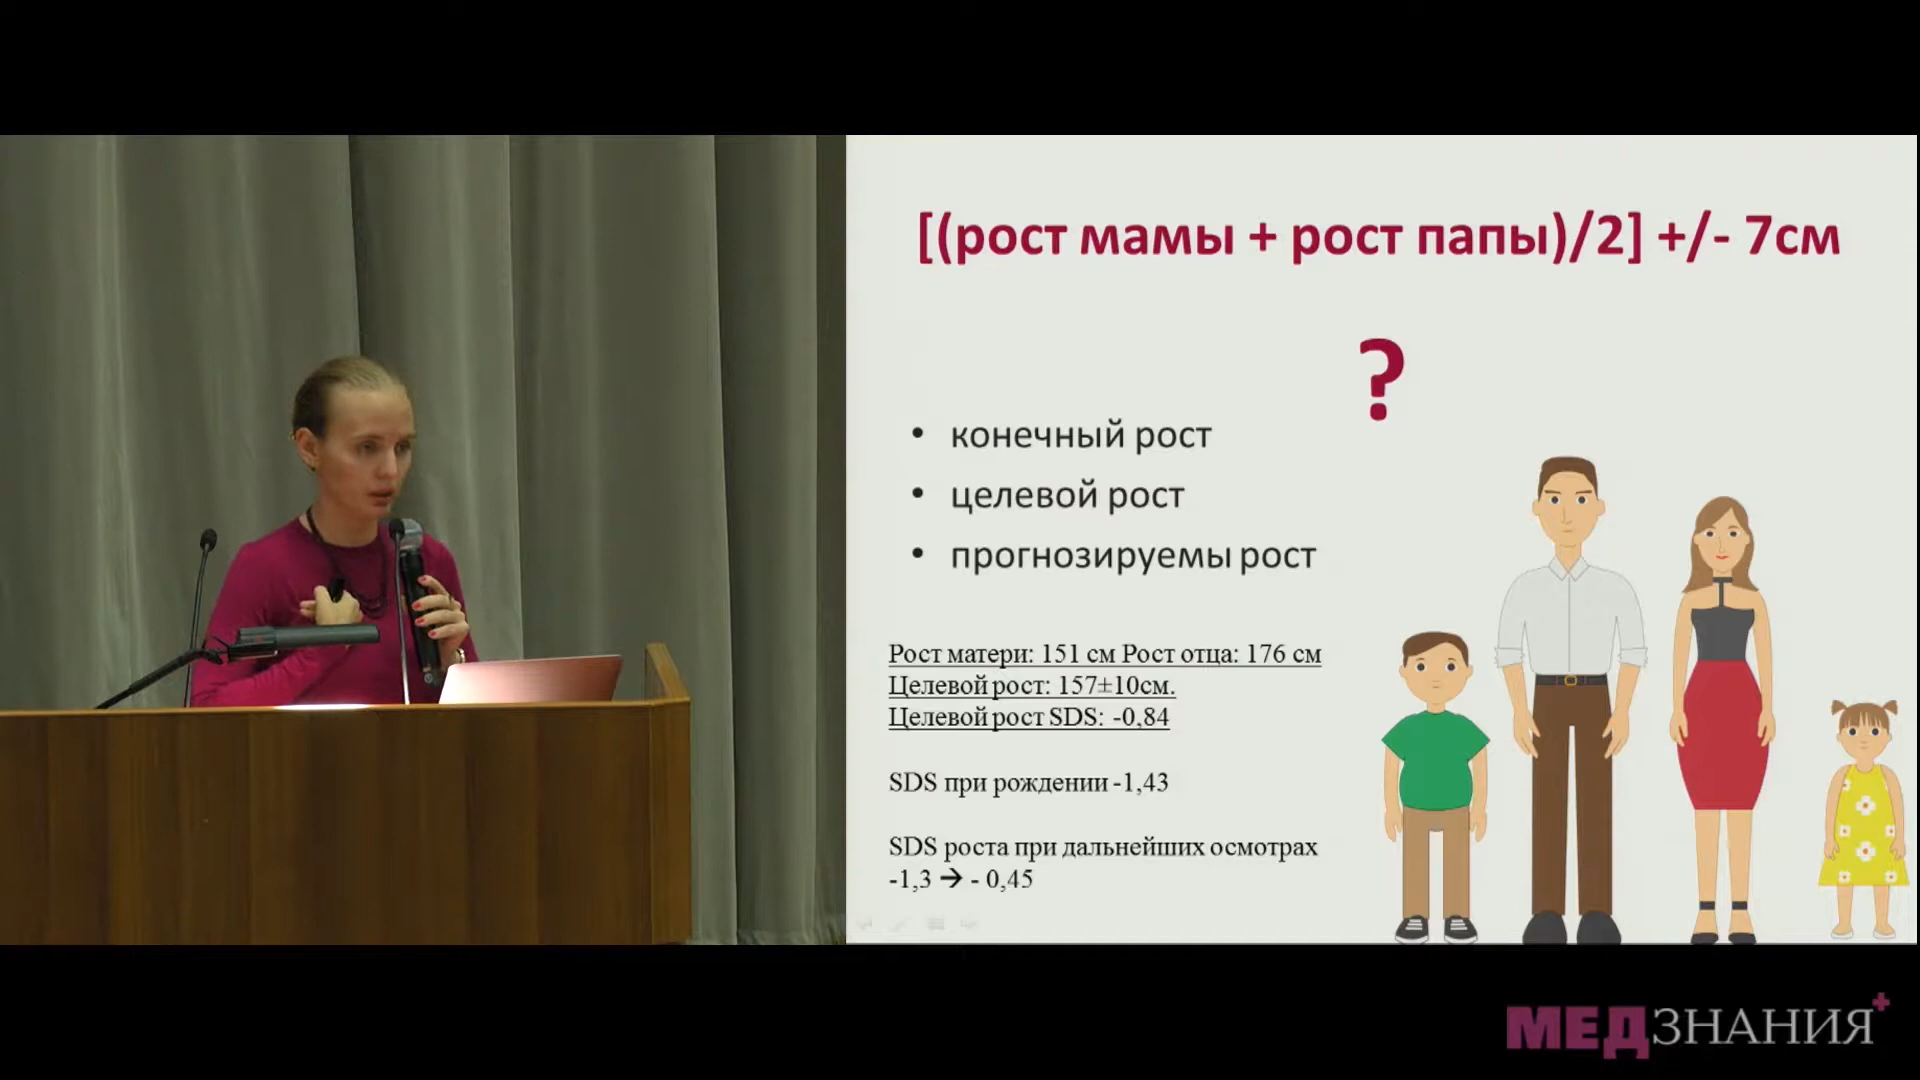 [(рост мамы + рост папы)/2] +/- 7см
?
• конечный рост
• целевой рост
• прогнозируемы рост
Рост матери: 151 см Рост отца: 176 см
Целевой рост: 157±10см.
Целевой рост SDS: -0,84
SDS при рождении -1,43
SDS роста при дальнейших осмотрах
-1,3 → - 0,45
МЕДЗНАНИЯ+